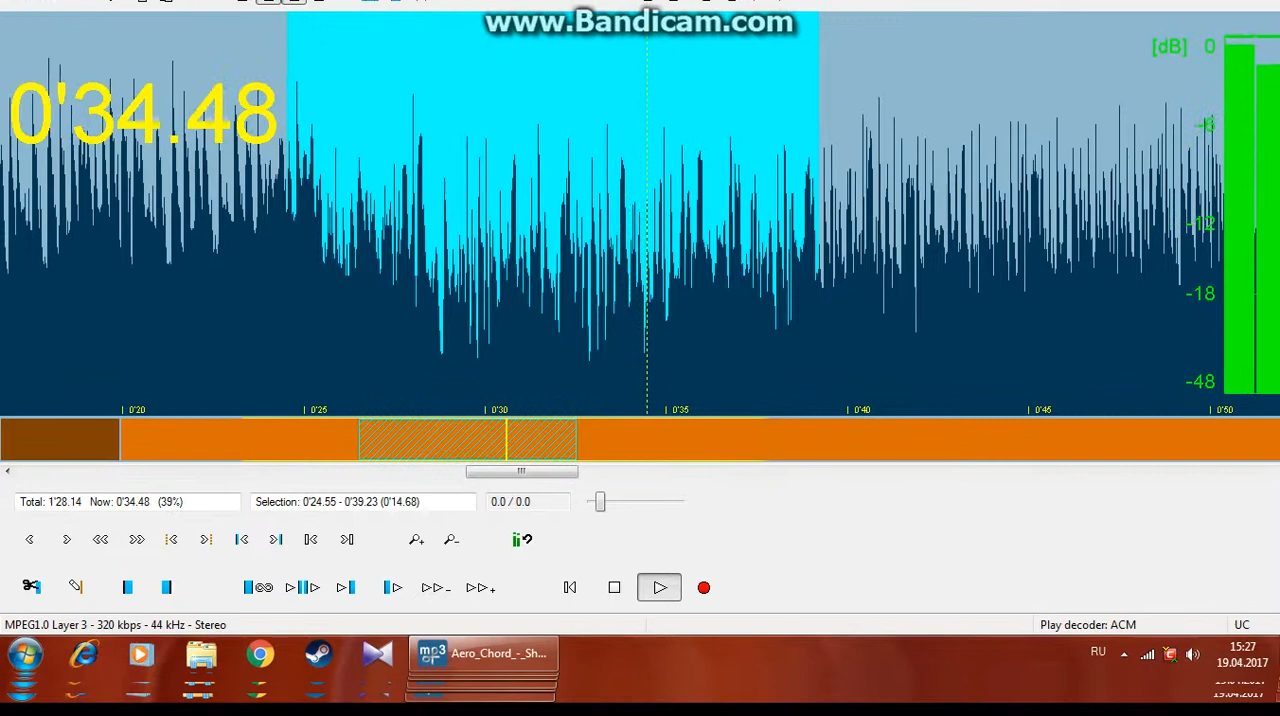 www.Bandicam.com
[dB] 0
0'34.48
-6
-12
-18
-48
0'20 0'25 0'30 0'35 0'40 0'45 0'50
Total: 1'28.14 Now: 0'34.48 (39%)
Selection: 0'24.55 - 0'39.23 (0'14.68)
0.0 / 0.0
MPEG1.0 Layer 3 - 320 kbps - 44 kHz - Stereo
Play decoder: ACM
UC
mp3
Aero_Chord_-_Sh...
RU
15:27
19.04.2017